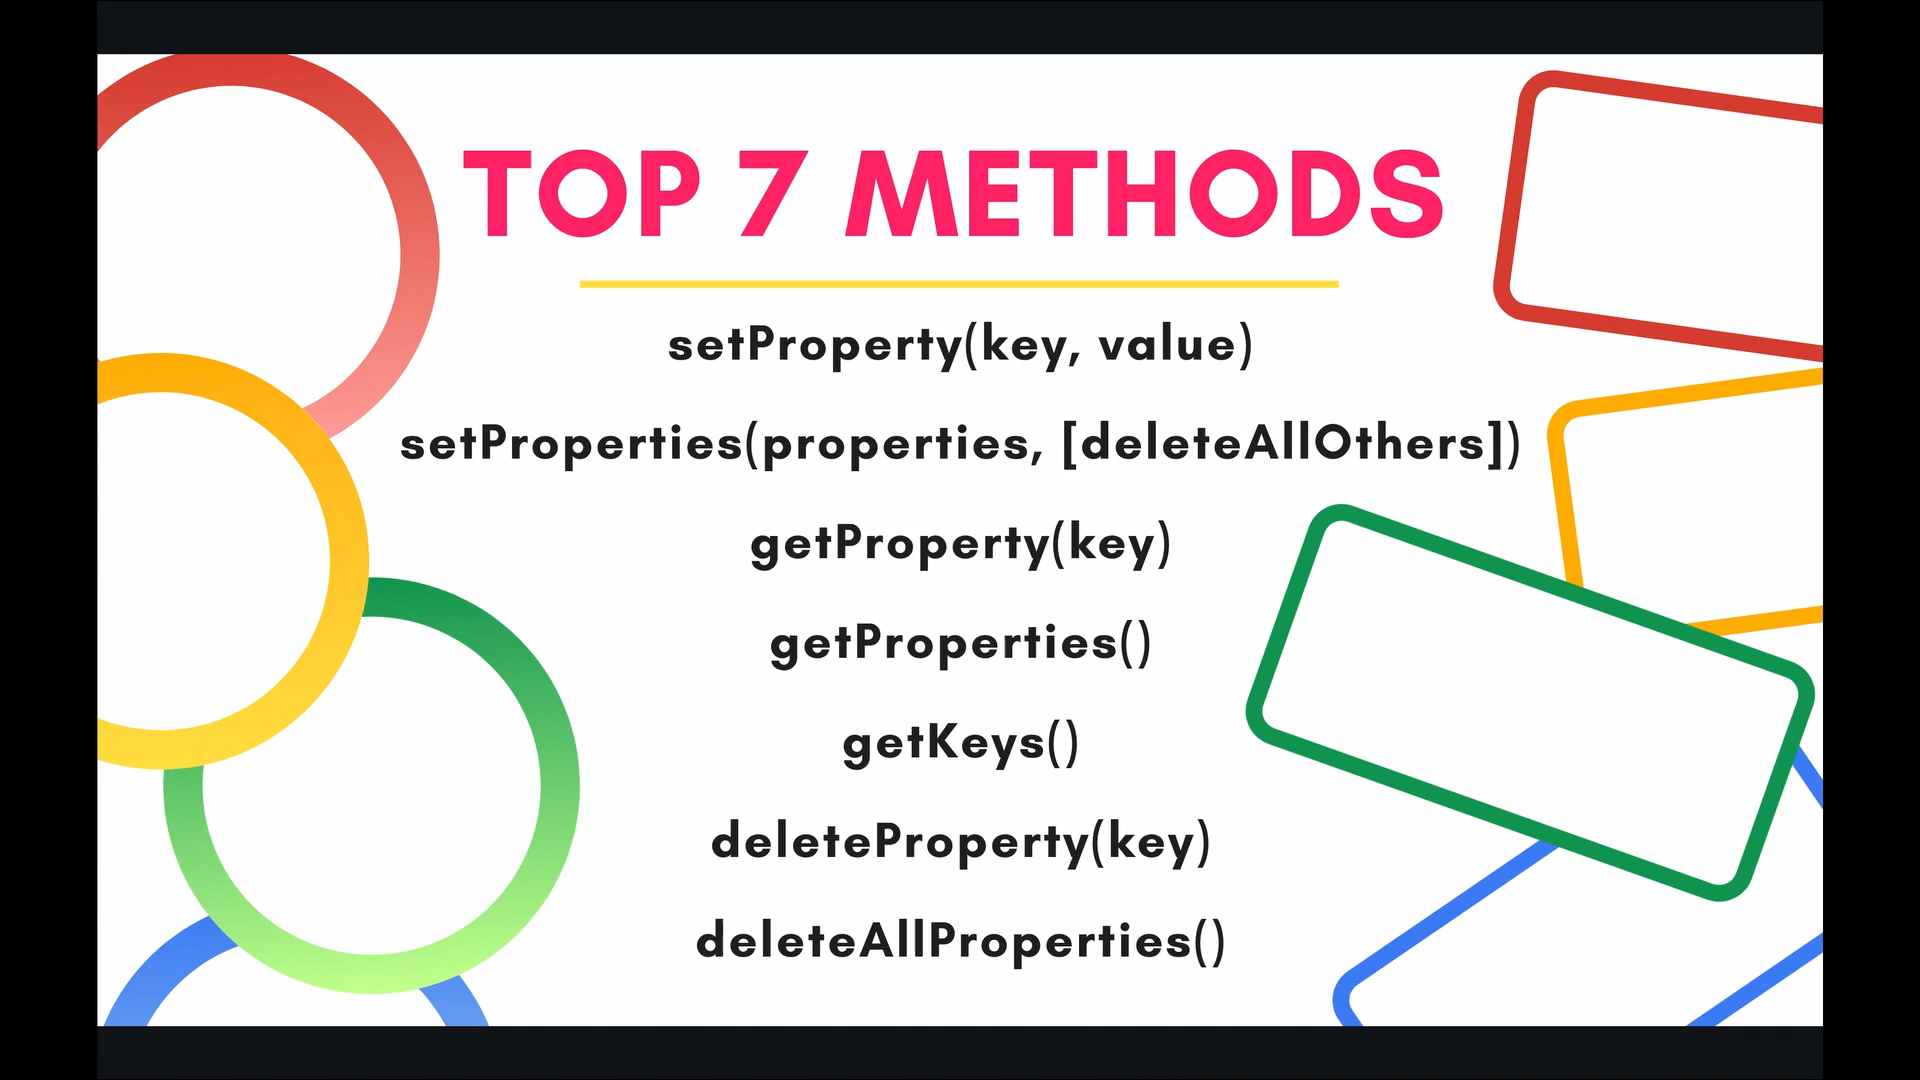 TOP 7 METHODS
setProperty(key, value)
setProperties(properties, [deleteAllOthers])
getProperty(key)
getProperties()
getKeys()
deleteProperty(key)
deleteAllProperties()